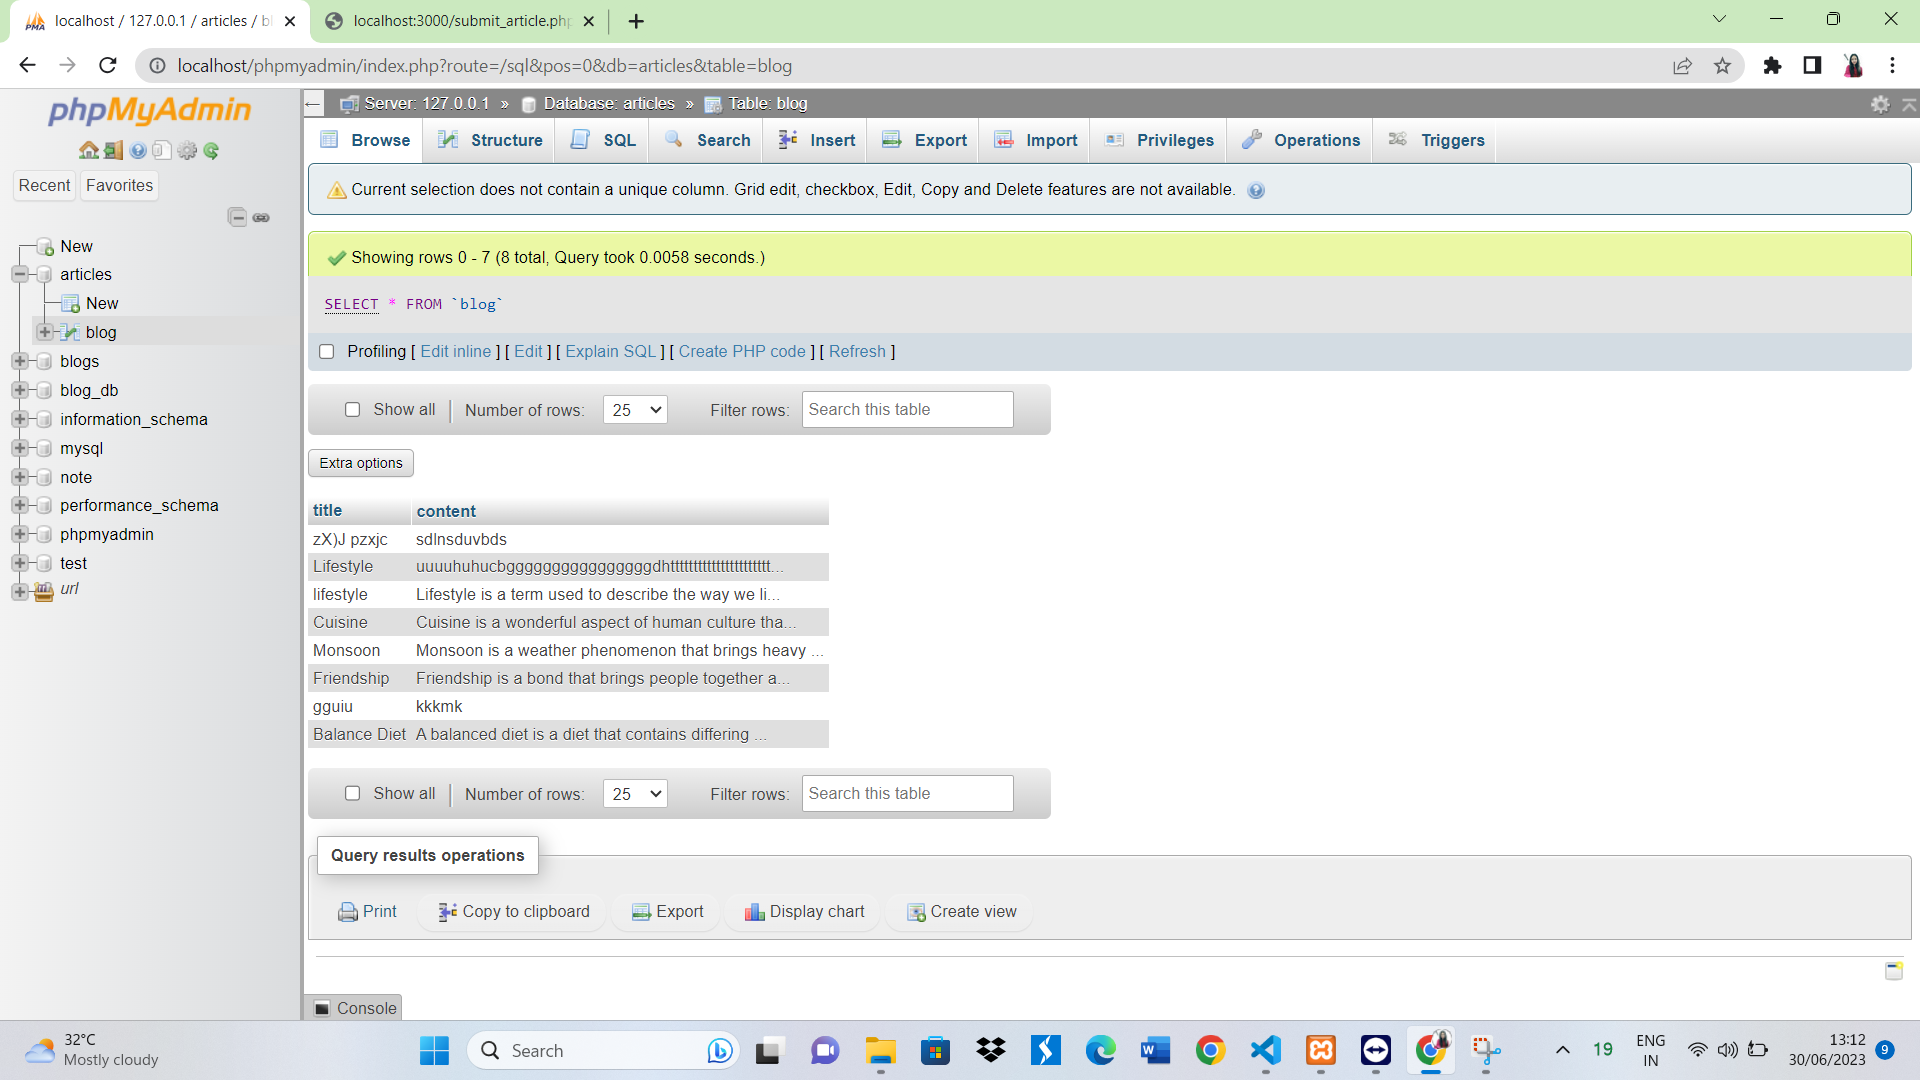 localhost / 127.0.0.1 / articles / bl
localhost:3000/submit_article.php
localhost/phpmyadmin/index.php?route=/sql&pos=0&db=articles&table=blog
phpMyAdmin
Recent
Favorites
New
articles
New
blog
blogs
blog_db
information_schema
mysql
note
performance_schema
phpmyadmin
test
url
Server: 127.0.0.1 » Database: articles » Table: blog
Browse Structure SQL Search Insert Export Import Privileges Operations Triggers
Current selection does not contain a unique column. Grid edit, checkbox, Edit, Copy and Delete features are not available.
Showing rows 0 - 7 (8 total, Query took 0.0058 seconds.)
SELECT * FROM `blog`
Profiling [ Edit inline ] [ Edit ] [ Explain SQL ] [ Create PHP code ] [ Refresh ]
Show all | Number of rows: 25 Filter rows: Search this table
Extra options
title content
zX)J pzxjc sdlnsduvbds
Lifestyle
lifestyle Lifestyle is a term used to describe the way we li...
Cuisine Cuisine is a wonderful aspect of human culture tha...
Monsoon Monsoon is a weather phenomenon that brings heavy ...
Friendship Friendship is a bond that brings people together a...
gguiu kkkmk
Balance Diet A balanced diet is a diet that contains differing ...
Show all | Number of rows: 25 Filter rows: Search this table
Query results operations
Print Copy to clipboard Export Display chart Create view
Console
32°C
Mostly cloudy
Search
19
ENG
IN
13:12
30/06/2023
9